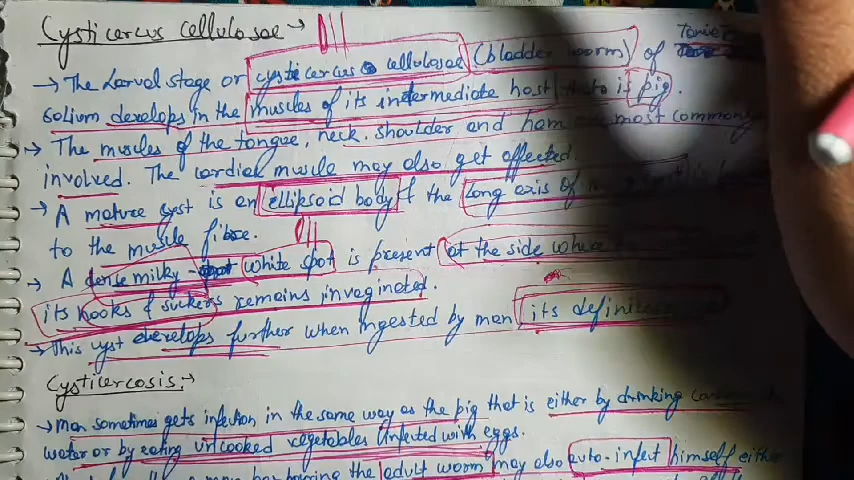 Cysticercus Cellulosae →
→ The Larval stage or cysticercus cellulosae (bladder worm) of Tanie
solium develops in the muscles of its intermediate host that is pig.
→ The muscles of the tongue, neck, shoulder and ham are most commonly
involved. The cardiac muscle may also get affected.
→ A mature cyst is an ellipsoid body & the long axis of
to the muscle fibre.
→ A dense milky - white spot is present at the side where
its hooks & suckers remains invaginated.
→ This cyst develops further when ingested by man its
Cysticercosis :→
→ Man sometimes gets infection in the same way as the pig that is either by drinking
water or by eating uncooked vegetables infected with eggs.
harbouring the adult worm may also auto-infect himself either